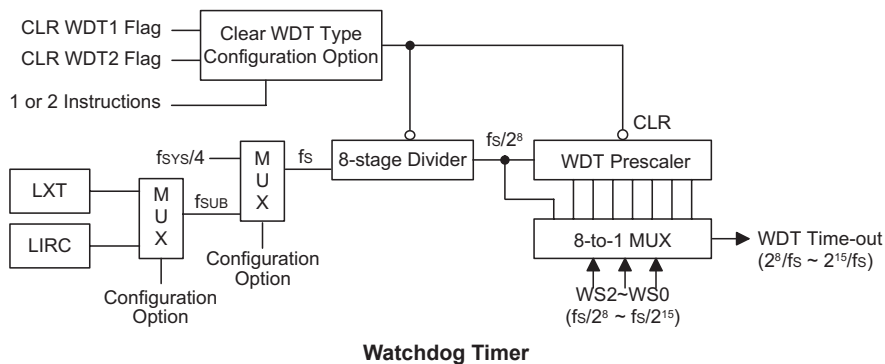 CLR WDT1 Flag
CLR WDT2 Flag
1 or 2 Instructions
Clear WDT Type
Configuration Option
CLR
fSYS/4
M
U
X
fS
8-stage Divider
fS/2⁸
WDT Prescaler
LXT
LIRC
M
U
X
fSUB
Configuration
Option
Configuration
Option
8-to-1 MUX
WDT Time-out
(2⁸/fS ~ 2¹⁵/fS)
WS2~WS0
(fS/2⁸ ~ fS/2¹⁵)
Watchdog Timer